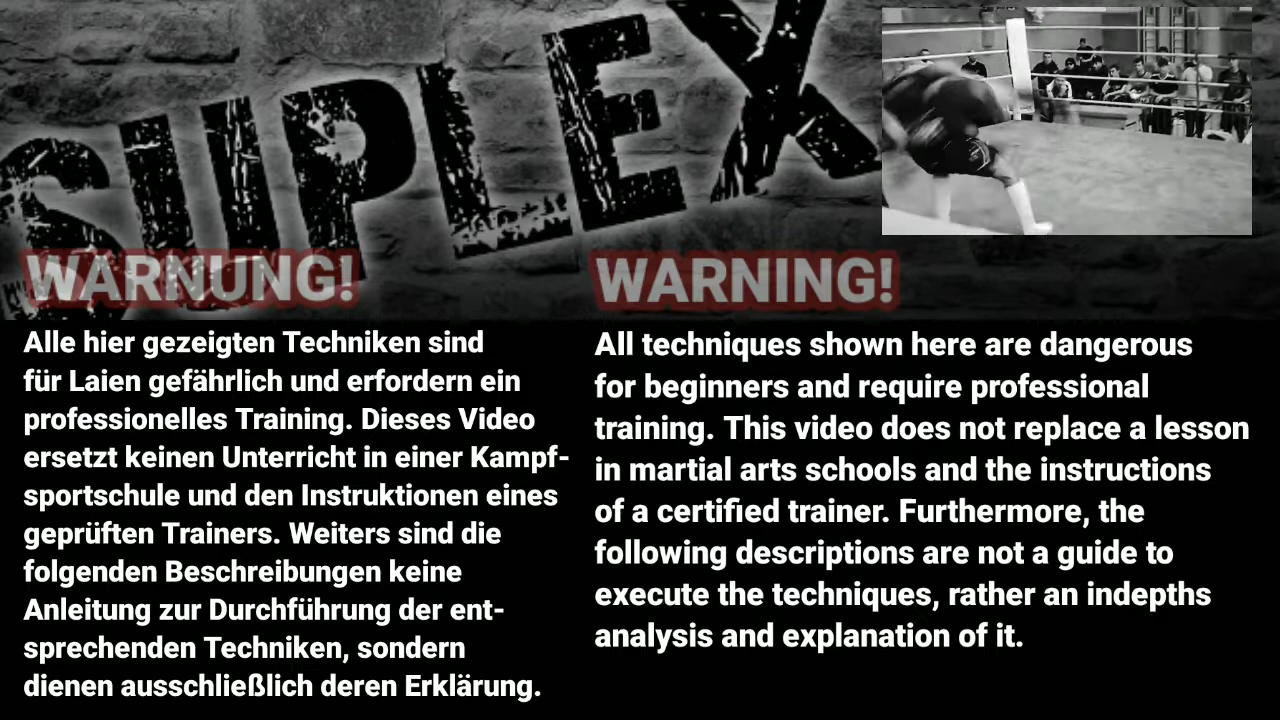 SUPLEX
WARNUNG!
Alle hier gezeigten Techniken sind
für Laien gefährlich und erfordern ein
professionelles Training. Dieses Video
ersetzt keinen Unterricht in einer Kampf-
sportschule und den Instruktionen eines
geprüften Trainers. Weiters sind die
folgenden Beschreibungen keine
Anleitung zur Durchführung der ent-
sprechenden Techniken, sondern
dienen ausschließlich deren Erklärung.
WARNING!
All techniques shown here are dangerous
for beginners and require professional
training. This video does not replace a lesson
in martial arts schools and the instructions
of a certified trainer. Furthermore, the
following descriptions are not a guide to
execute the techniques, rather an indepths
analysis and explanation of it.